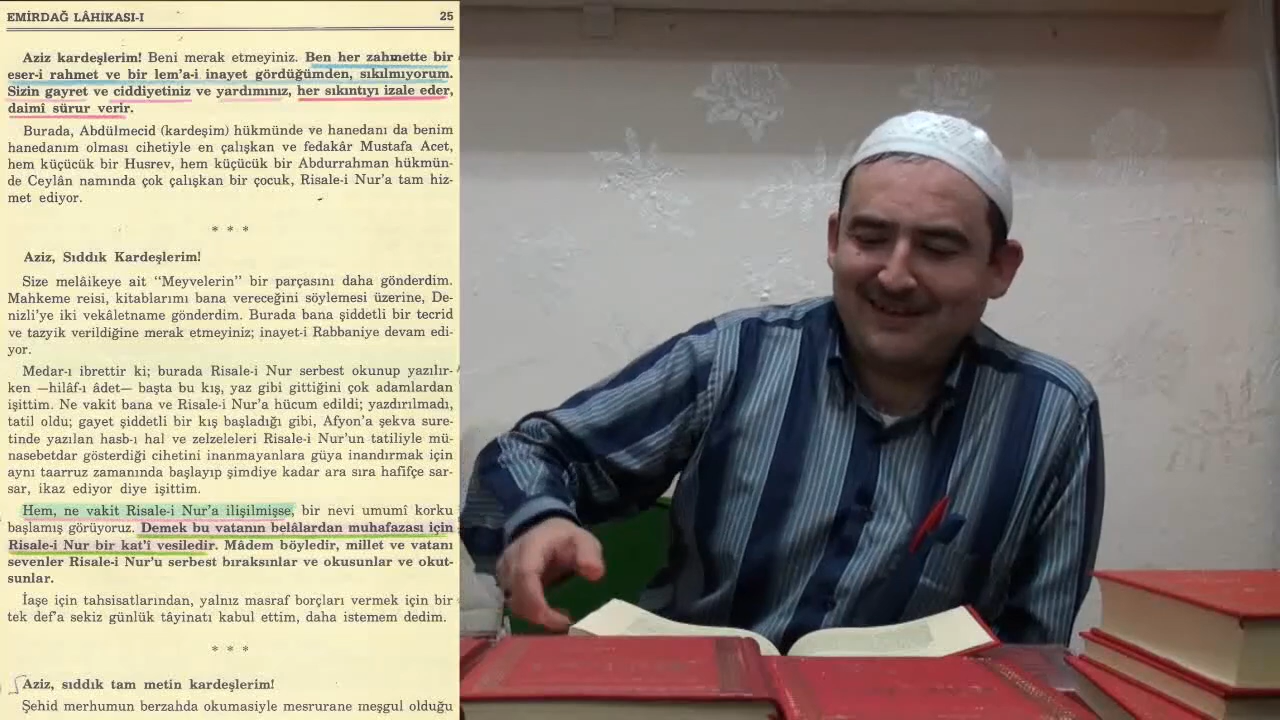 EMİRDAĞ LÂHİKASI-I 25
Aziz kardeşlerim! Beni merak etmeyiniz. Ben her zahmette bir
eser-i rahmet ve bir lem'a-i inayet gördüğümden, sıkılmıyorum.
Sizin gayret ve ciddiyetiniz ve yardımınız, her sıkıntıyı izale eder,
daimî sürur verir.
Burada, Abdülmecid (kardeşim) hükmünde ve hanedanı da benim
hanedanım olması cihetiyle en çalışkan ve fedakâr Mustafa Acet,
hem küçücük bir Husrev, hem küçücük bir Abdurrahman hükmün-
de Ceylân namında çok çalışkan bir çocuk, Risale-i Nur'a tam hiz-
met ediyor.
* * *
Aziz, Sıddık Kardeşlerim!
Size melâikeye ait "Meyvelerin" bir parçasını daha gönderdim.
Mahkeme reisi, kitablarımı bana vereceğini söylemesi üzerine, De-
nizli'ye iki vekâletname gönderdim. Burada bana şiddetli bir tecrid
ve tazyik verildiğine merak etmeyiniz; inayet-i Rabbaniye devam edi-
yor.
Medar-ı ibrettir ki; burada Risale-i Nur serbest okunup yazılır-
ken —hilâf-ı âdet— başta bu kış, yaz gibi gittiğini çok adamlardan
işittim. Ne vakit bana ve Risale-i Nur'a hücum edildi; yazdırılmadı,
tatil oldu; gayet şiddetli bir kış başladığı gibi, Afyon'a şekva sure-
tinde yazılan hasb-ı hal ve zelzeleleri Risale-i Nur'un tatiliyle mü-
nasebetdar gösterdiği cihetini inanmayanlara güya inandırmak için
aynı taarruz zamanında başlayıp şimdiye kadar ara sıra hafifçe sar-
sar, ikaz ediyor diye işittim.
Hem, ne vakit Risale-i Nur'a ilişilmişse, bir nevi umumî korku
başlamış görüyoruz. Demek bu vatanın belâlardan muhafazası için
Risale-i Nur bir kat'î vesiledir. Mâdem böyledir, millet ve vatanı
sevenler Risale-i Nur'u serbest bıraksınlar ve okusunlar ve okut-
sunlar.
İaşe için tahsisatlarından, yalnız masraf borçları vermek için bir
tek def'a sekiz günlük tâyinatı kabul ettim, daha istemem dedim.
* * *
Aziz, sıddık tam metin kardeşlerim!
Şehid merhumun berzahda okumasiyle mesrurane meşgul olduğu